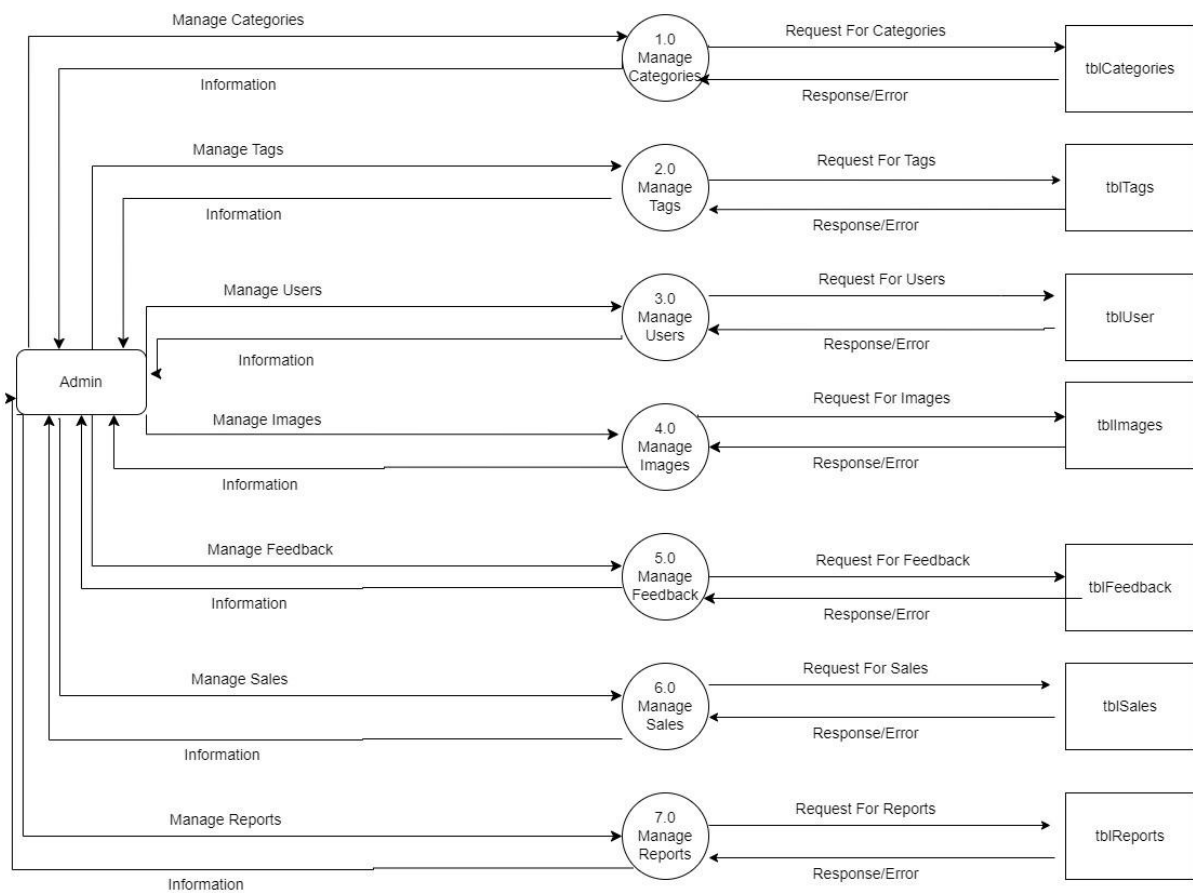 Manage Categories
1.0
Manage
Categories
Request For Categories
tblCategories
Information
Response/Error
Manage Tags
2.0
Manage
Tags
Request For Tags
tblTags
Information
Response/Error
Manage Users
3.0
Manage
Users
Request For Users
tblUser
Information
Response/Error
Admin
Manage Images
4.0
Manage
Images
Request For Images
tblImages
Information
Response/Error
Manage Feedback
5.0
Manage
Feedback
Request For Feedback
tblFeedback
Information
Response/Error
Manage Sales
6.0
Manage
Sales
Request For Sales
tblSales
Information
Response/Error
Manage Reports
7.0
Manage
Reports
Request For Reports
tblReports
Information
Response/Error